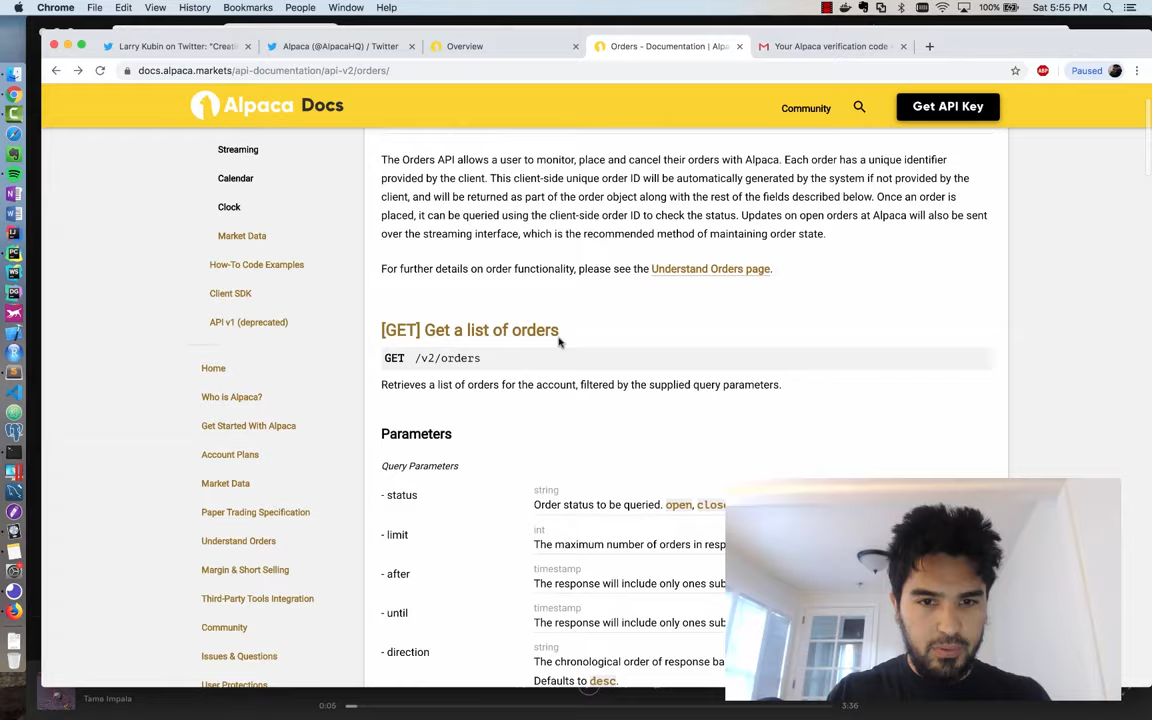 Chrome File Edit View History Bookmarks People Window Help
100% Sat 5:55 PM
Larry Kubin on Twitter: "Creati
Alpaca (@AlpacaHQ) / Twitter
Overview
Orders - Documentation | Alpa
Your Alpaca verification code
docs.alpaca.markets/api-documentation/api-v2/orders/
ABP
Paused
Alpaca Docs
Community
Get API Key
Streaming
Calendar
Clock
Market Data
How-To Code Examples
Client SDK
API v1 (deprecated)
Home
Who is Alpaca?
Get Started With Alpaca
Account Plans
Market Data
Paper Trading Specification
Understand Orders
Margin & Short Selling
Third-Party Tools Integration
Community
Issues & Questions
User Protections
The Orders API allows a user to monitor, place and cancel their orders with Alpaca. Each order has a unique identifier
provided by the client. This client-side unique order ID will be automatically generated by the system if not provided by the
client, and will be returned as part of the order object along with the rest of the fields described below. Once an order is
placed, it can be queried using the client-side order ID to check the status. Updates on open orders at Alpaca will also be sent
over the streaming interface, which is the recommended method of maintaining order state.
For further details on order functionality, please see the Understand Orders page.
[GET] Get a list of orders
GET /v2/orders
Retrieves a list of orders for the account, filtered by the supplied query parameters.
Parameters
Query Parameters
- status
string
Order status to be queried. open, close
- limit
int
The maximum number of orders in resp
- after
timestamp
The response will include only ones sub
- until
timestamp
The response will include only ones sub
- direction
string
The chronological order of response ba
Defaults to desc.
Tame Impala
0:05
3:36